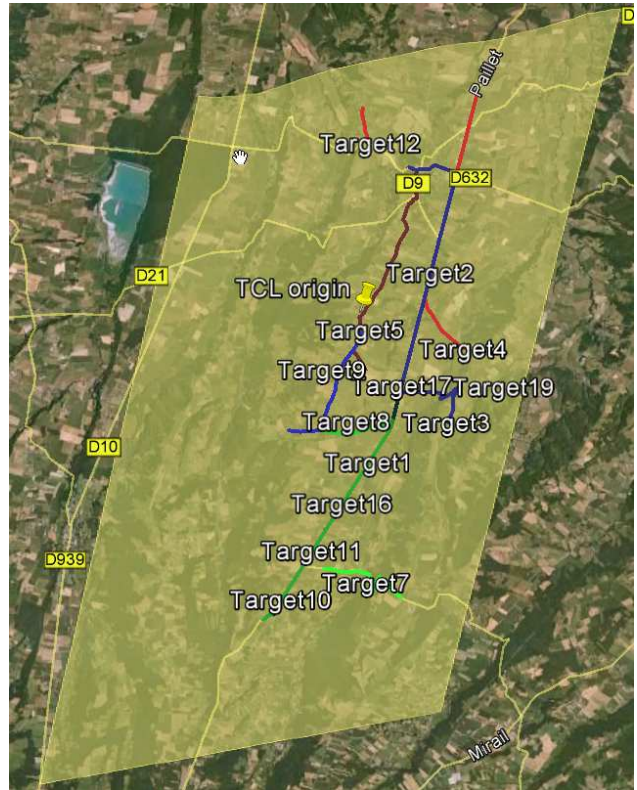 D
Paillet
Target12
D9
D632
D21
Target2
TCL origin
Target5
Target4
Target9
Target17
Target19
Target8
Target3
D10
Target1
Target16
D939
Target11
Target7
Target10
Mirail